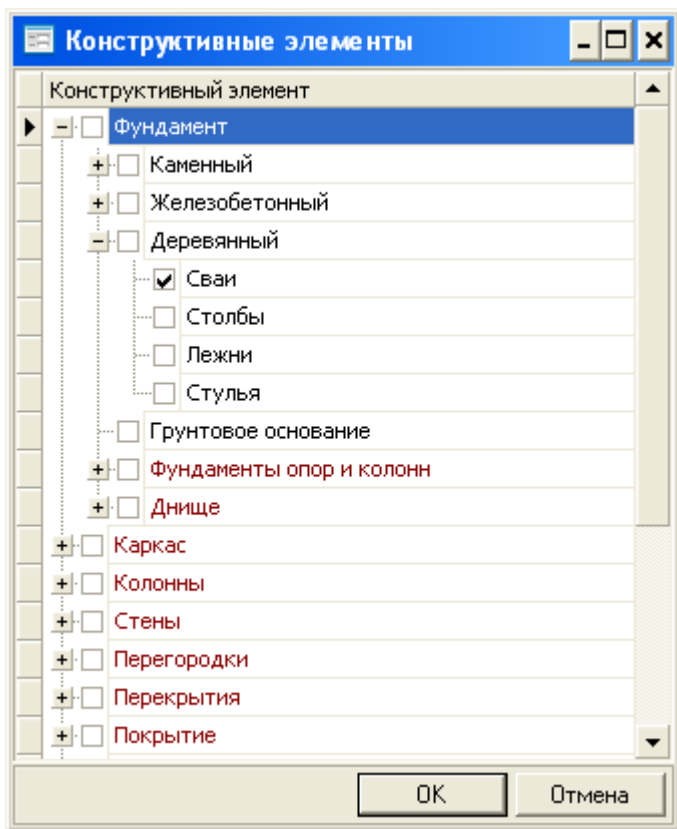 Конструктивные элементы
Конструктивный элемент
Фундамент
Каменный
Железобетонный
Деревянный
Сваи
Столбы
Лежни
Стулья
Грунтовое основание
Фундаменты опор и колонн
Днище
Каркас
Колонны
Стены
Перегородки
Перекрытия
Покрытие
OK Отмена